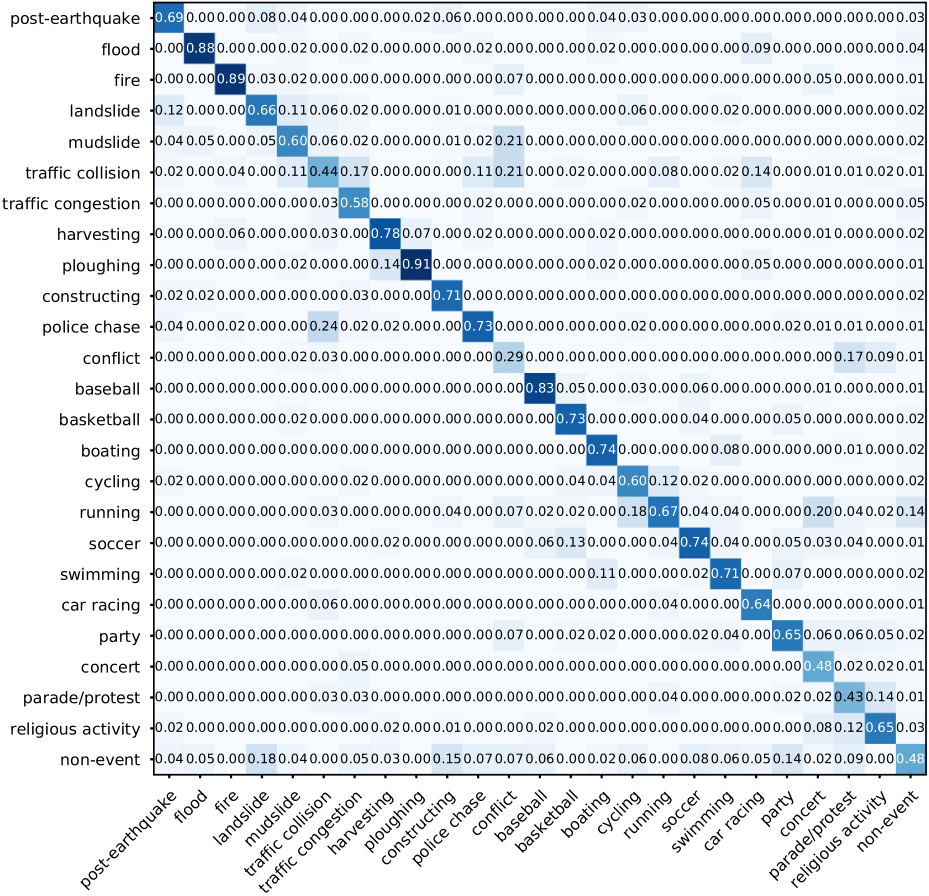 post-earthquake 0.69 0.00 0.00 0.08 0.04 0.00 0.00 0.00 0.02 0.06 0.00 0.00 0.00 0.00 0.04 0.03 0.00 0.00 0.00 0.00 0.00 0.00 0.00 0.00 0.03
flood 0.00 0.88 0.00 0.00 0.02 0.00 0.02 0.00 0.00 0.00 0.02 0.00 0.00 0.00 0.02 0.00 0.00 0.00 0.00 0.09 0.00 0.00 0.00 0.00 0.04
fire 0.00 0.00 0.89 0.03 0.02 0.00 0.00 0.00 0.00 0.00 0.00 0.07 0.00 0.00 0.00 0.00 0.00 0.00 0.00 0.00 0.00 0.05 0.00 0.00 0.01
landslide 0.12 0.00 0.00 0.66 0.11 0.06 0.02 0.00 0.00 0.01 0.00 0.00 0.00 0.00 0.00 0.06 0.00 0.00 0.02 0.00 0.00 0.00 0.00 0.00 0.02
mudslide 0.04 0.05 0.00 0.05 0.60 0.06 0.02 0.00 0.00 0.01 0.02 0.21 0.00 0.00 0.00 0.00 0.00 0.00 0.00 0.00 0.00 0.00 0.00 0.00 0.02
traffic collision 0.02 0.00 0.04 0.00 0.11 0.44 0.17 0.00 0.00 0.00 0.11 0.21 0.00 0.02 0.00 0.00 0.08 0.00 0.02 0.14 0.00 0.01 0.01 0.02 0.01
traffic congestion 0.00 0.00 0.00 0.00 0.00 0.03 0.58 0.00 0.00 0.00 0.02 0.00 0.00 0.00 0.00 0.02 0.00 0.00 0.00 0.05 0.00 0.01 0.00 0.00 0.05
harvesting 0.00 0.00 0.06 0.00 0.00 0.03 0.00 0.78 0.07 0.00 0.02 0.00 0.00 0.00 0.02 0.00 0.00 0.00 0.00 0.00 0.00 0.01 0.00 0.00 0.02
ploughing 0.00 0.00 0.00 0.00 0.02 0.00 0.00 0.14 0.91 0.00 0.00 0.00 0.00 0.00 0.02 0.00 0.00 0.00 0.00 0.05 0.00 0.00 0.00 0.00 0.01
constructing 0.02 0.02 0.00 0.00 0.00 0.00 0.03 0.00 0.00 0.71 0.00 0.00 0.00 0.00 0.00 0.00 0.00 0.00 0.00 0.00 0.00 0.00 0.00 0.00 0.02
police chase 0.04 0.00 0.02 0.00 0.00 0.24 0.02 0.02 0.00 0.00 0.73 0.00 0.00 0.00 0.00 0.02 0.00 0.00 0.00 0.00 0.02 0.01 0.01 0.00 0.01
conflict 0.00 0.00 0.00 0.00 0.02 0.03 0.00 0.00 0.00 0.00 0.00 0.29 0.00 0.00 0.00 0.00 0.00 0.00 0.00 0.00 0.00 0.00 0.17 0.09 0.01
baseball 0.00 0.00 0.00 0.00 0.00 0.00 0.00 0.00 0.00 0.00 0.00 0.00 0.83 0.05 0.00 0.03 0.00 0.06 0.00 0.00 0.00 0.01 0.00 0.00 0.01
basketball 0.00 0.00 0.00 0.00 0.02 0.00 0.00 0.00 0.00 0.00 0.00 0.00 0.00 0.73 0.00 0.00 0.00 0.04 0.00 0.00 0.05 0.00 0.00 0.00 0.02
boating 0.00 0.00 0.00 0.00 0.00 0.00 0.00 0.00 0.00 0.00 0.00 0.00 0.00 0.00 0.74 0.00 0.00 0.00 0.08 0.00 0.00 0.00 0.01 0.00 0.02
cycling 0.02 0.00 0.00 0.00 0.00 0.00 0.02 0.00 0.00 0.00 0.00 0.00 0.00 0.04 0.04 0.60 0.12 0.02 0.00 0.00 0.00 0.00 0.00 0.00 0.02
running 0.00 0.00 0.00 0.00 0.00 0.03 0.00 0.00 0.00 0.04 0.00 0.07 0.02 0.02 0.00 0.18 0.67 0.04 0.04 0.00 0.00 0.20 0.04 0.02 0.14
soccer 0.00 0.00 0.00 0.00 0.00 0.00 0.00 0.02 0.00 0.00 0.00 0.00 0.06 0.13 0.00 0.00 0.04 0.74 0.04 0.00 0.05 0.03 0.04 0.00 0.01
swimming 0.00 0.00 0.00 0.00 0.02 0.00 0.00 0.00 0.00 0.00 0.00 0.00 0.00 0.00 0.11 0.00 0.00 0.02 0.71 0.00 0.07 0.00 0.00 0.00 0.02
car racing 0.00 0.00 0.00 0.00 0.00 0.06 0.00 0.00 0.00 0.00 0.00 0.00 0.00 0.00 0.00 0.00 0.04 0.00 0.00 0.64 0.00 0.00 0.00 0.00 0.01
party 0.00 0.00 0.00 0.00 0.00 0.00 0.00 0.00 0.00 0.00 0.00 0.07 0.00 0.02 0.02 0.00 0.00 0.02 0.04 0.00 0.65 0.06 0.06 0.05 0.02
concert 0.00 0.00 0.00 0.00 0.00 0.00 0.05 0.00 0.00 0.00 0.00 0.00 0.00 0.00 0.00 0.00 0.00 0.00 0.00 0.00 0.00 0.48 0.02 0.02 0.01
parade/protest 0.00 0.00 0.00 0.00 0.00 0.03 0.03 0.00 0.00 0.00 0.00 0.00 0.00 0.00 0.00 0.00 0.04 0.00 0.00 0.00 0.02 0.02 0.43 0.14 0.01
religious activity 0.02 0.00 0.00 0.00 0.00 0.00 0.00 0.02 0.00 0.01 0.00 0.00 0.02 0.00 0.00 0.00 0.00 0.00 0.00 0.00 0.00 0.08 0.12 0.65 0.03
non-event 0.04 0.05 0.00 0.18 0.04 0.00 0.05 0.03 0.00 0.15 0.07 0.07 0.06 0.00 0.02 0.06 0.00 0.08 0.06 0.05 0.14 0.02 0.09 0.00 0.48
post-earthquake
flood
fire
landslide
mudslide
traffic collision
traffic congestion
harvesting
ploughing
constructing
police chase
conflict
baseball
basketball
boating
cycling
running
soccer
swimming
car racing
party
concert
parade/protest
religious activity
non-event